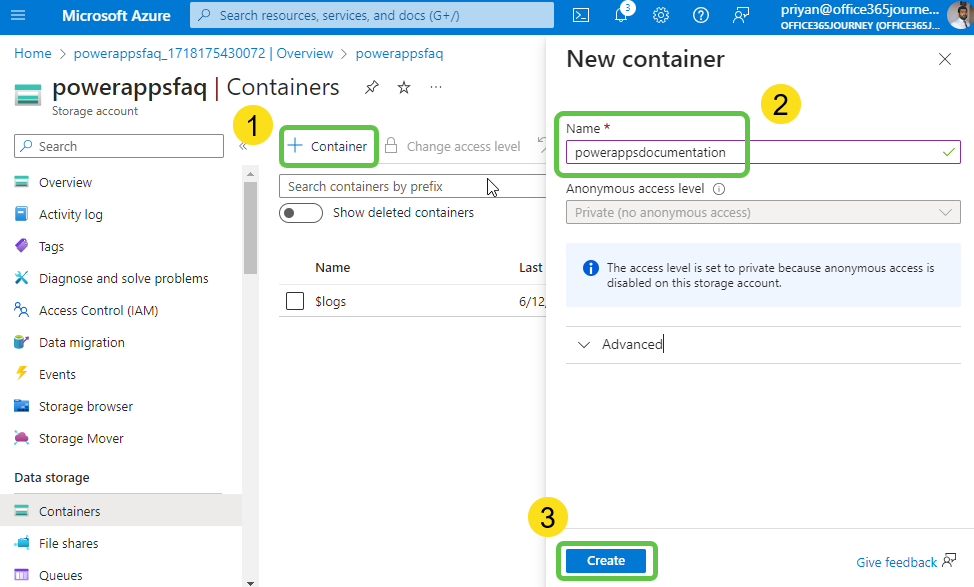 Microsoft Azure
Search resources, services, and docs (G+/)
3
priyan@office365journe...
OFFICE365JOURNEY (OFFICE365J...
Home > powerappsfaq_1718175430072 | Overview > powerappsfaq
powerappsfaq | Containers
...
Storage account
Search
«
1
+ Container
Change access level
Search containers by prefix
Show deleted containers
Name
Last
$logs
6/12,
Overview
Activity log
Tags
Diagnose and solve problems
Access Control (IAM)
Data migration
Events
Storage browser
Storage Mover
Data storage
Containers
File shares
Queues
New container
2
Name *
powerappsdocumentation
Anonymous access level
Private (no anonymous access)
The access level is set to private because anonymous access is
disabled on this storage account.
Advanced
3
Create
Give feedback